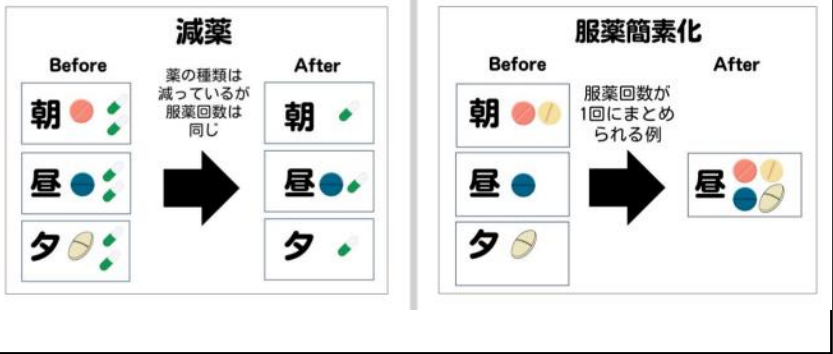 減薬
Before
薬の種類は
減っているが
服薬回数は
同じ
After
朝
昼
夕
朝
昼
夕
服薬簡素化
Before
服薬回数が
1回にまとめ
られる例
After
朝
昼
夕
昼